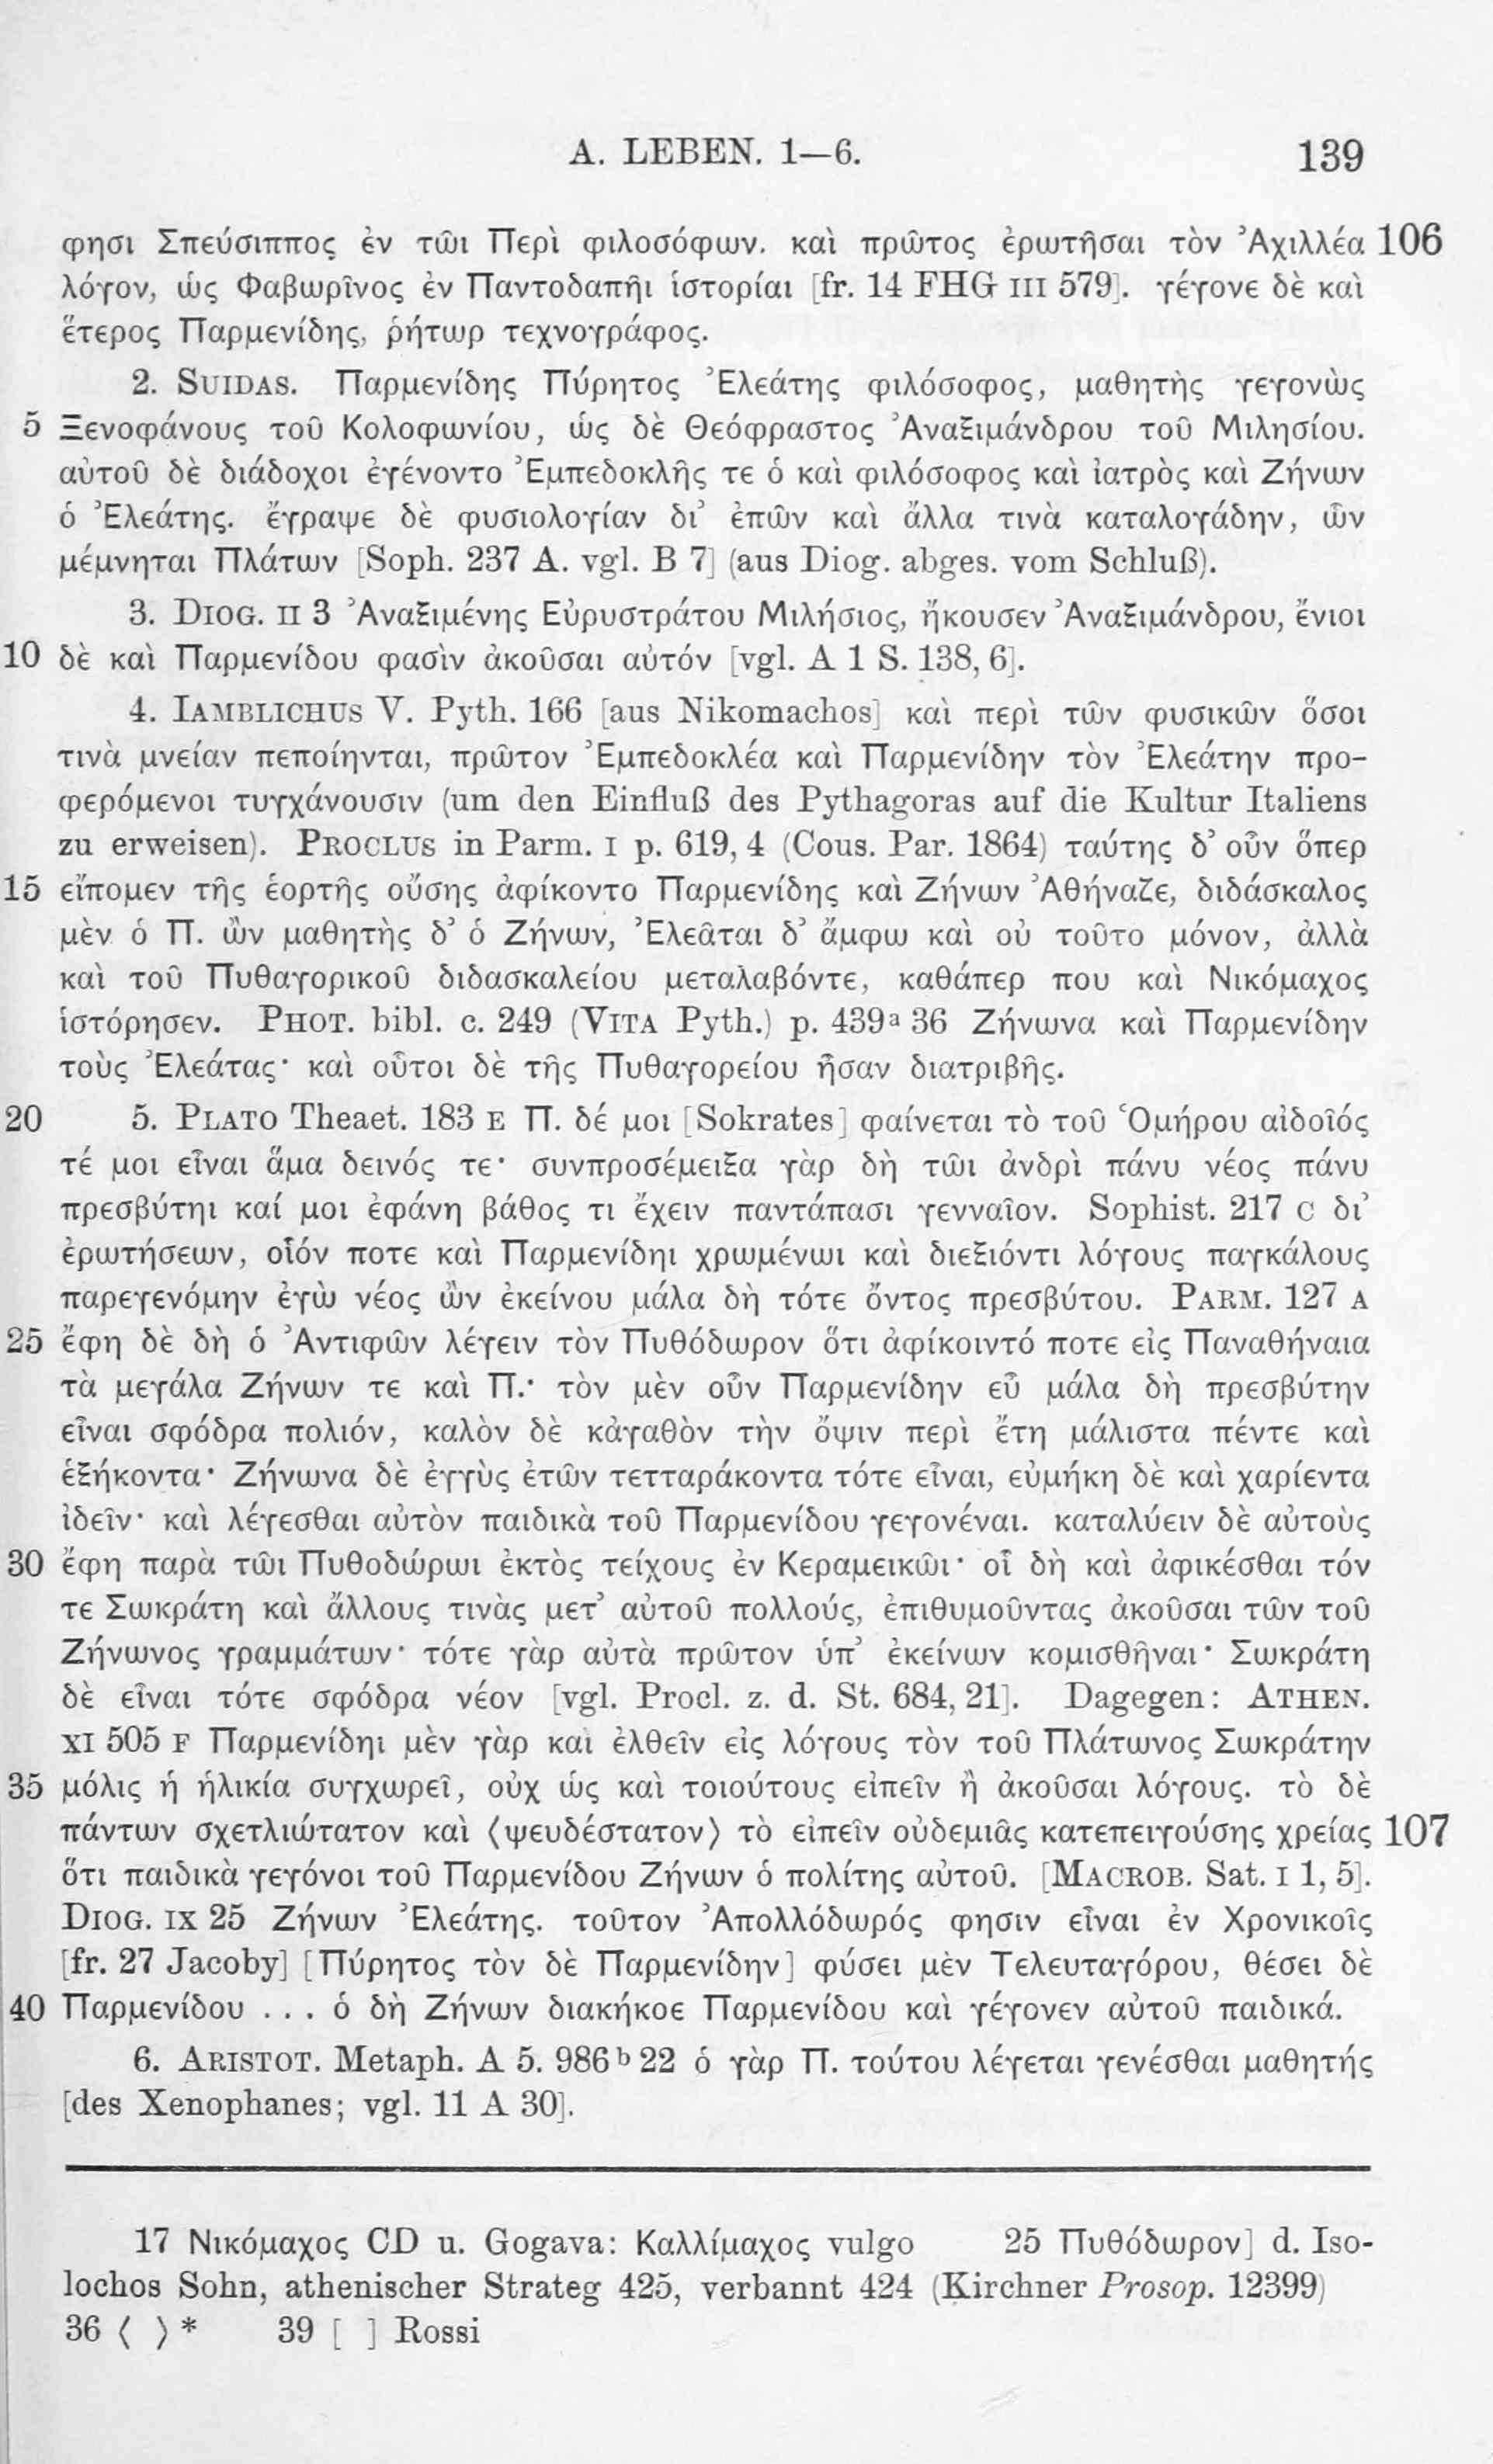 A. LEBEN. 1—6. 139
φησι Σπεύσιππος ἐν τῶι Περὶ φιλοσόφων. καὶ πρῶτος ἐρωτῆσαι τὸν Ἀχιλλέα 106
λόγον, ὡς Φαβωρῖνος ἐν Παντοδαπῆι ἱστορίαι [fr. 14 FHG III 579]. γέγονε δὲ καὶ
ἕτερος Παρμενίδης, ῥήτωρ τεχνογράφος.
2. SUIDAS. Παρμενίδης Πύρητος Ἐλεάτης φιλόσοφος, μαθητὴς γεγονὼς
5 Ξενοφάνους τοῦ Κολοφωνίου, ὡς δὲ Θεόφραστος Ἀναξιμάνδρου τοῦ Μιλησίου.
αὐτοῦ δὲ διάδοχοι ἐγένοντο Ἐμπεδοκλῆς τε ὁ καὶ φιλόσοφος καὶ ἰατρὸς καὶ Ζήνων
ὁ Ἐλεάτης. ἔγραψε δὲ φυσιολογίαν δι’ ἐπῶν καὶ ἄλλα τινὰ καταλογάδην, ὧν
μέμνηται Πλάτων [Soph. 237 A. vgl. B 7] (aus Diog. abges. vom Schluß).
3. DIOG. II 3 Ἀναξιμένης Εὐρυστράτου Μιλήσιος, ἤκουσεν Ἀναξιμάνδρου, ἔνιοι
10 δὲ καὶ Παρμενίδου φασὶν ἀκοῦσαι αὐτόν [vgl. A 1 S. 138, 6].
4. IAMBLICHUS V. Pyth. 166 [aus Nikomachos] καὶ περὶ τῶν φυσικῶν ὅσοι
τινὰ μνείαν πεποίηνται, πρῶτον Ἐμπεδοκλέα καὶ Παρμενίδην τὸν Ἐλεάτην προ-
φερόμενοι τυγχάνουσιν (um den Einfluß des Pythagoras auf die Kultur Italiens
zu erweisen). PROCLUS in Parm. I p. 619, 4 (Cous. Par. 1864) ταύτης δ’ οὖν ὅπερ
15 εἴπομεν τῆς ἑορτῆς οὔσης ἀφίκοντο Παρμενίδης καὶ Ζήνων Ἀθήναζε, διδάσκαλος
μὲν ὁ Π. ὢν μαθητὴς δ’ ὁ Ζήνων, Ἐλεᾶται δ’ ἄμφω καὶ οὐ τοῦτο μόνον, ἀλλὰ
καὶ τοῦ Πυθαγορικοῦ διδασκαλείου μεταλαβόντε, καθάπερ που καὶ Νικόμαχος
ἱστόρησεν. PHOT. bibl. c. 249 (VITA Pyth.) p. 439a 36 Ζήνωνα καὶ Παρμενίδην
τοὺς Ἐλεάτας· καὶ οὗτοι δὲ τῆς Πυθαγορείου ἦσαν διατριβῆς.
20 5. PLATO Theaet. 183 E Π. δέ μοι [Sokrates] φαίνεται τὸ τοῦ Ὁμήρου αἰδοῖός
τέ μοι εἶναι ἅμα δεινός τε· συνπροσέμειξα γὰρ δὴ τῶι ἀνδρὶ πάνυ νέος πάνυ
πρεσβύτηι καί μοι ἐφάνη βάθος τι ἔχειν παντάπασι γενναῖον. Sophist. 217 C δι’
ἐρωτήσεων, οἷόν ποτε καὶ Παρμενίδηι χρωμένωι καὶ διεξιόντι λόγους παγκάλους
παρεγενόμην ἐγὼ νέος ὢν ἐκείνου μάλα δὴ τότε ὄντος πρεσβύτου. PARM. 127 A
25 ἔφη δὲ δὴ ὁ Ἀντιφῶν λέγειν τὸν Πυθόδωρον ὅτι ἀφίκοιντό ποτε εἰς Παναθήναια
τὰ μεγάλα Ζήνων τε καὶ Π.· τὸν μὲν οὖν Παρμενίδην εὖ μάλα δὴ πρεσβύτην
εἶναι σφόδρα πολιόν, καλὸν δὲ κἀγαθὸν τὴν ὄψιν περὶ ἔτη μάλιστα πέντε καὶ
ἑξήκοντα· Ζήνωνα δὲ ἐγγὺς ἐτῶν τετταράκοντα τότε εἶναι, εὐμήκη δὲ καὶ χαρίεντα
ἰδεῖν· καὶ λέγεσθαι αὐτὸν παιδικὰ τοῦ Παρμενίδου γεγονέναι. καταλύειν δὲ αὐτοὺς
30 ἔφη παρὰ τῶι Πυθοδώρωι ἐκτὸς τείχους ἐν Κεραμεικῶι· οἷ δὴ καὶ ἀφικέσθαι τόν
τε Σωκράτη καὶ ἄλλους τινὰς μετ’ αὐτοῦ πολλούς, ἐπιθυμοῦντας ἀκοῦσαι τῶν τοῦ
Ζήνωνος γραμμάτων· τότε γὰρ αὐτὰ πρῶτον ὑπ’ ἐκείνων κομισθῆναι· Σωκράτη
δὲ εἶναι τότε σφόδρα νέον [vgl. Procl. z. d. St. 684, 21]. Dagegen: ATHEN.
XI 505 F Παρμενίδηι μὲν γὰρ καὶ ἐλθεῖν εἰς λόγους τὸν τοῦ Πλάτωνος Σωκράτην
35 μόλις ἡ ἡλικία συγχωρεῖ, οὐχ ὡς καὶ τοιούτους εἰπεῖν ἢ ἀκοῦσαι λόγους. τὸ δὲ
πάντων σχετλιώτατον καὶ ⟨ψευδέστατον⟩ τὸ εἰπεῖν οὐδεμιᾶς κατεπειγούσης χρείας 107
ὅτι παιδικὰ γεγόνοι τοῦ Παρμενίδου Ζήνων ὁ πολίτης αὐτοῦ. [MACROB. Sat. I 1, 5].
DIOG. IX 25 Ζήνων Ἐλεάτης. τοῦτον Ἀπολλόδωρός φησιν εἶναι ἐν Χρονικοῖς
[fr. 27 Jacoby] [Πύρητος τὸν δὲ Παρμενίδην] φύσει μὲν Τελευταγόρου, θέσει δὲ
40 Παρμενίδου ... ὁ δὴ Ζήνων διακήκοε Παρμενίδου καὶ γέγονεν αὐτοῦ παιδικά.
6. ARISTOT. Metaph. A 5. 986b 22 ὁ γὰρ Π. τούτου λέγεται γενέσθαι μαθητής
[des Xenophanes; vgl. 11 A 30].
17 Νικόμαχος CD u. Gogava: Καλλίμαχος vulgo 25 Πυθόδωρον] d. Iso-
lochos Sohn, athenischer Strateg 425, verbannt 424 (Kirchner Prosop. 12399)
36 ⟨ ⟩ * 39 [ ] Rossi